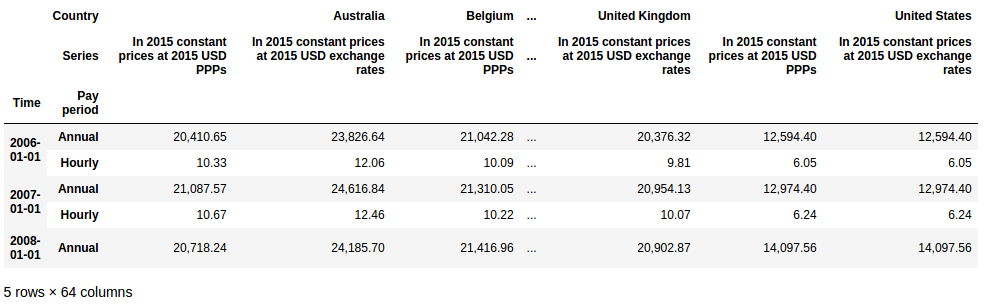 Country Australia Belgium ... United Kingdom United States
Series In 2015 constant prices at 2015 USD PPPs In 2015 constant prices at 2015 USD exchange rates In 2015 constant prices at 2015 USD PPPs ... In 2015 constant prices at 2015 USD exchange rates In 2015 constant prices at 2015 USD PPPs In 2015 constant prices at 2015 USD exchange rates
Time Pay period
2006-01-01 Annual 20,410.65 23,826.64 21,042.28 ... 20,376.32 12,594.40 12,594.40
Hourly 10.33 12.06 10.09 ... 9.81 6.05 6.05
2007-01-01 Annual 21,087.57 24,616.84 21,310.05 ... 20,954.13 12,974.40 12,974.40
Hourly 10.67 12.46 10.22 ... 10.07 6.24 6.24
2008-01-01 Annual 20,718.24 24,185.70 21,416.96 ... 20,902.87 14,097.56 14,097.56
5 rows × 64 columns